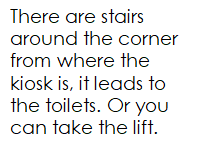 There are stairs
around the corner
from where the
kiosk is, it leads to
the toilets. Or you
can take the lift.